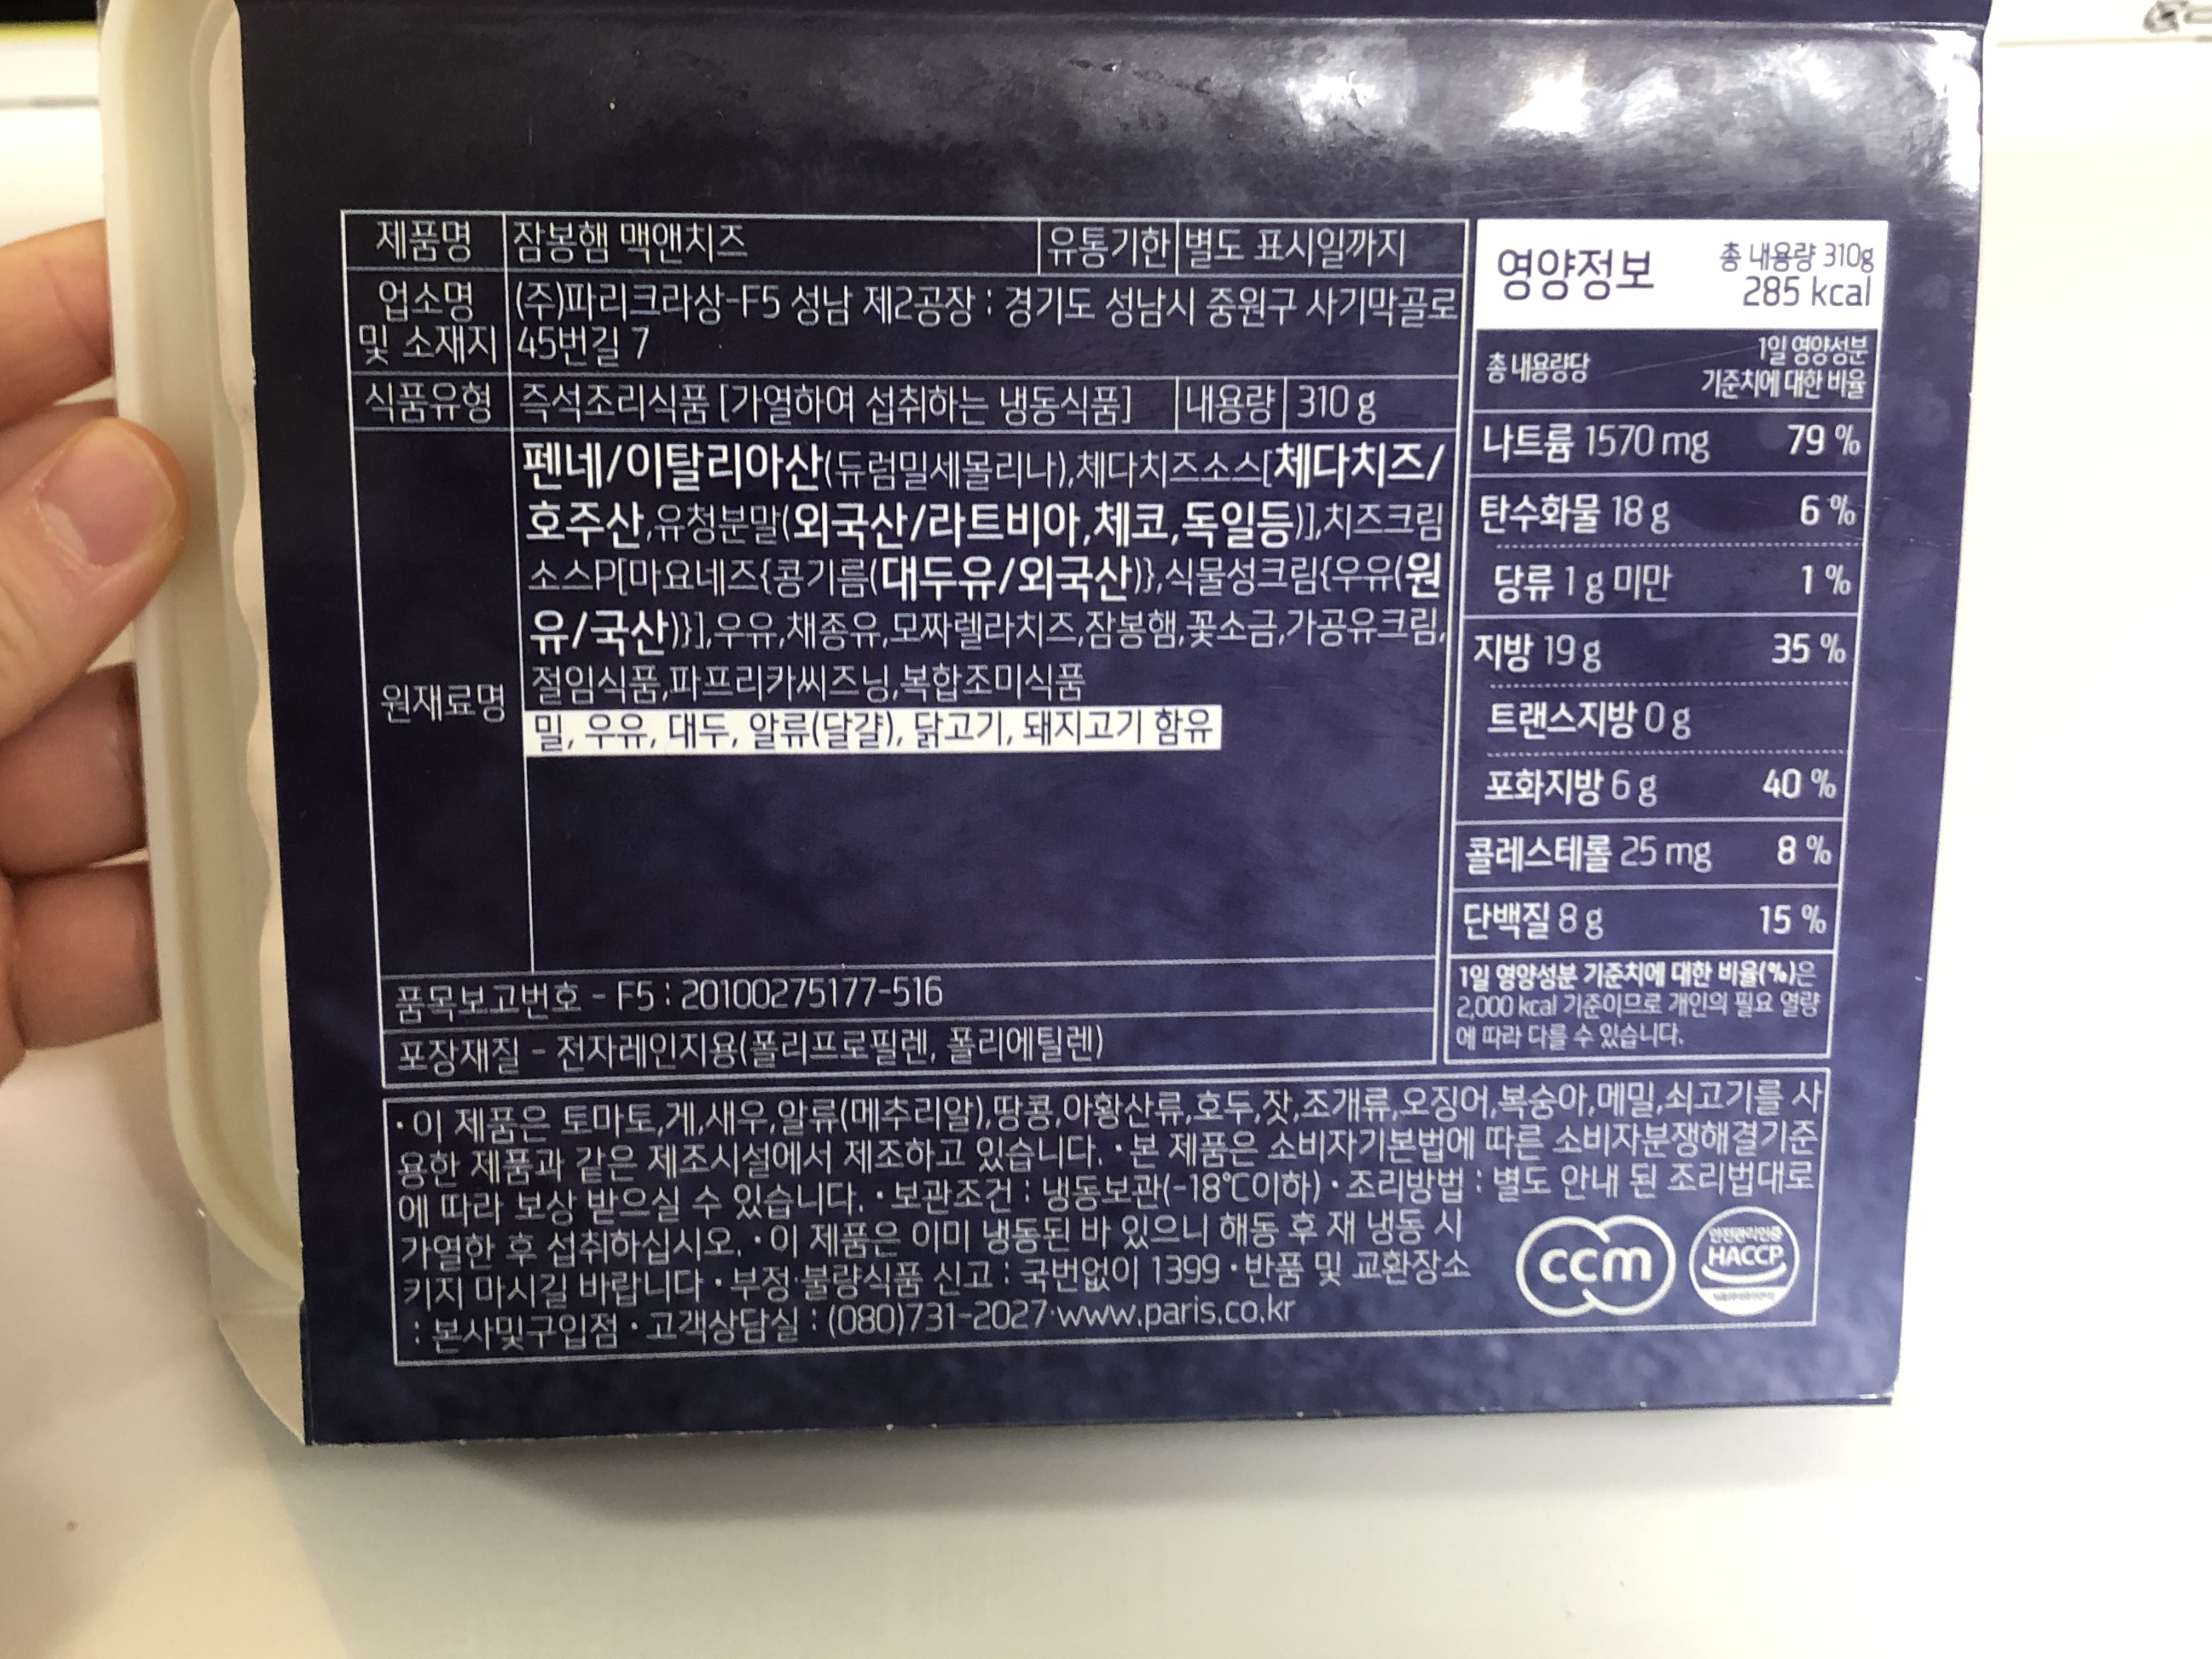 제품명 잠봉햄 맥앤치즈 유통기한 별도 표시일까지
업소명 및 소재지 (주)파리크라상-F5 성남 제2공장 : 경기도 성남시 중원구 사기막골로
45번길 7
식품유형 즉석조리식품 [가열하여 섭취하는 냉동식품] 내용량 310 g
원재료명
펜네/이탈리아산(듀럼밀세몰리나),체다치즈소스[체다치즈/
호주산,유청분말(외국산/라트비아,체코,독일등)],치즈크림
소스P[마요네즈{콩기름(대두유/외국산)},식물성크림{우유(원
유/국산)}],우유,채종유,모짜렐라치즈,잠봉햄,꽃소금,가공유크림,
절임식품,파프리카씨즈닝,복합조미식품
밀, 우유, 대두, 알류(달걀), 닭고기, 돼지고기 함유
품목보고번호 - F5 : 20100275177-516
포장재질 - 전자레인지용(폴리프로필렌, 폴리에틸렌)
영양정보
총 내용량 310g
285 kcal
총 내용량당
1일 영양성분
기준치에 대한 비율
나트륨 1570 mg 79 %
탄수화물 18 g 6 %
당류 1 g 미만 1 %
지방 19 g 35 %
트랜스지방 0 g
포화지방 6 g 40 %
콜레스테롤 25 mg 8 %
단백질 8 g 15 %
1일 영양성분 기준치에 대한 비율(%)은
2,000 kcal 기준이므로 개인의 필요 열량
에 따라 다를 수 있습니다.
·이 제품은 토마토,게,새우,알류(메추리알),땅콩,아황산류,호두,잣,조개류,오징어,복숭아,메밀,쇠고기를 사
용한 제품과 같은 제조시설에서 제조하고 있습니다. ·본 제품은 소비자기본법에 따른 소비자분쟁해결기준
에 따라 보상 받으실 수 있습니다. ·보관조건 : 냉동보관(-18℃이하) ·조리방법 : 별도 안내 된 조리법대로
가열한 후 섭취하십시오. ·이 제품은 이미 냉동된 바 있으니 해동 후 재 냉동 시
키지 마시길 바랍니다 ·부정·불량식품 신고 : 국번없이 1399 ·반품 및 교환장소
: 본사및구입점 ·고객상담실 : (080)731-2027·www.paris.co.kr
ccm
안전관리인증
HACCP